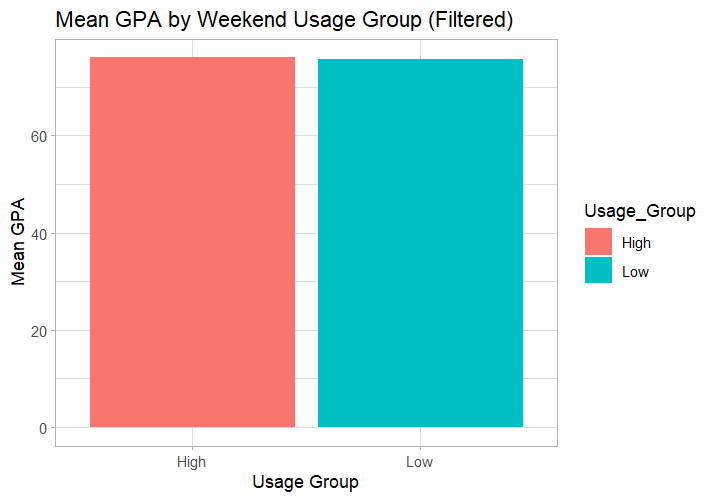 Mean GPA by Weekend Usage Group (Filtered)
Mean GPA
60
40
20
0
High
Low
Usage Group
Usage_Group
High
Low